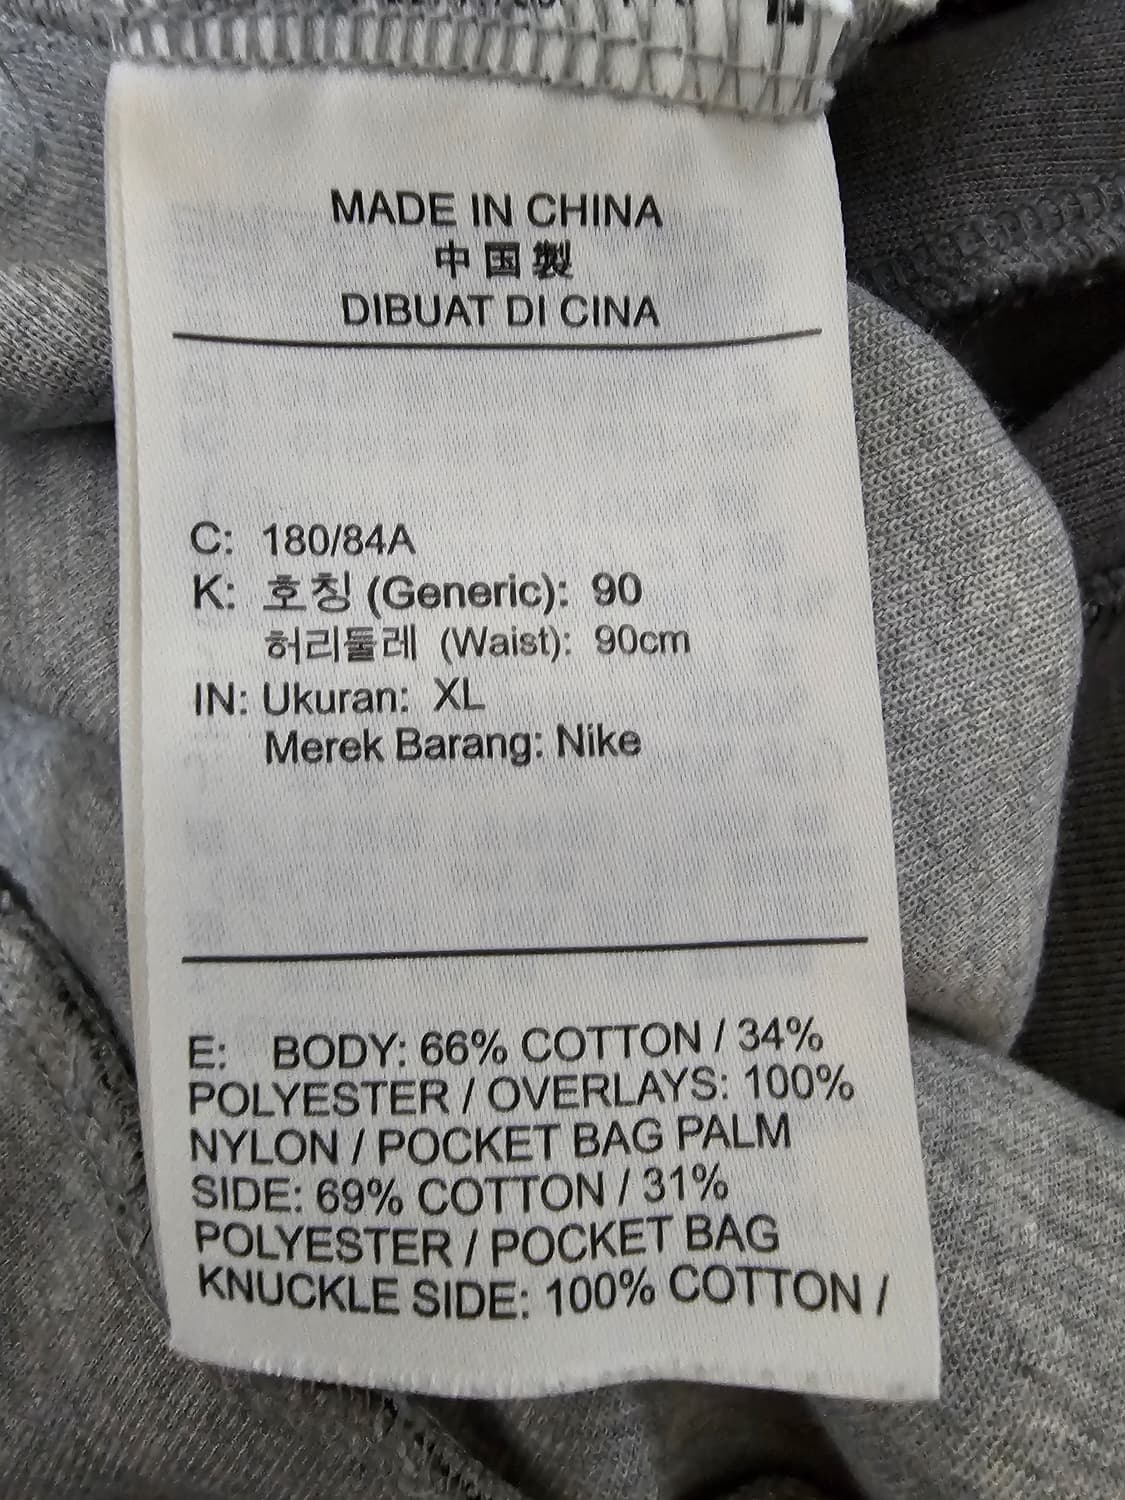 MADE IN CHINA
中国製
DIBUAT DI CINA
C: 180/84A
K: 호칭 (Generic): 90
허리둘레 (Waist): 90cm
IN: Ukuran: XL
Merek Barang: Nike
E: BODY: 66% COTTON / 34%
POLYESTER / OVERLAYS: 100%
NYLON / POCKET BAG PALM
SIDE: 69% COTTON / 31%
POLYESTER / POCKET BAG
KNUCKLE SIDE: 100% COTTON /